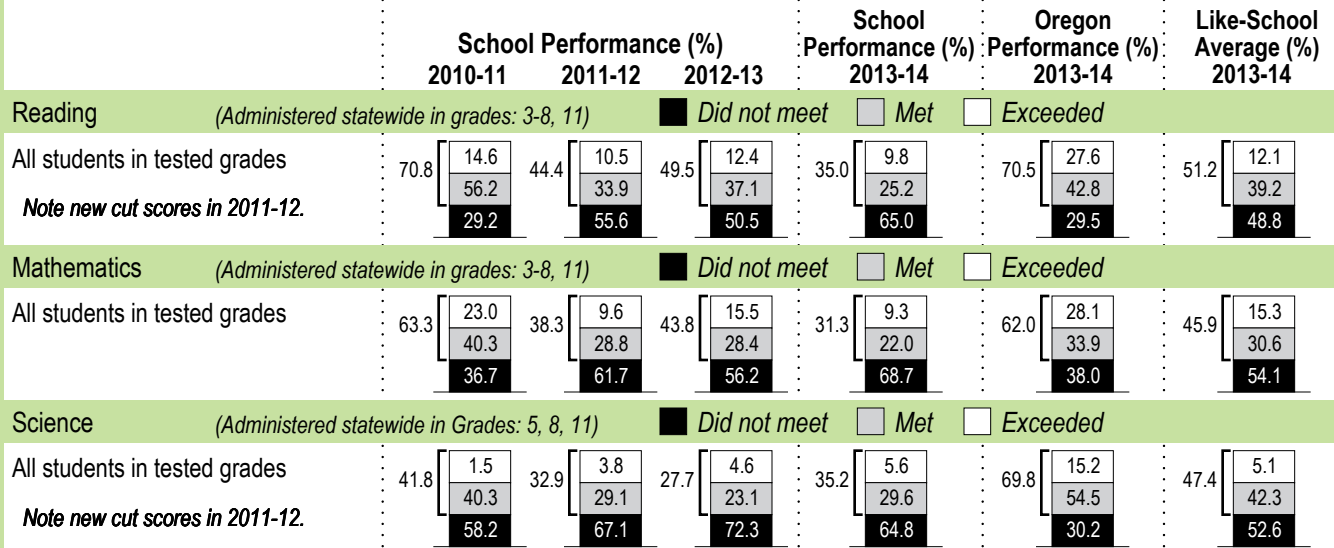 School Performance (%)
2010-11 2011-12 2012-13
School
Performance (%)
2013-14
Oregon
Performance (%)
2013-14
Like-School
Average (%)
2013-14
Reading (Administered statewide in grades: 3-8, 11) Did not meet Met Exceeded
All students in tested grades
Note new cut scores in 2011-12.
70.8 14.6 44.4 10.5 49.5 12.4 35.0 9.8 70.5 27.6 51.2 12.1
56.2 33.9 37.1 25.2 42.8 39.2
29.2 55.6 50.5 65.0 29.5 48.8
Mathematics (Administered statewide in grades: 3-8, 11) Did not meet Met Exceeded
All students in tested grades
63.3 23.0 38.3 9.6 43.8 15.5 31.3 9.3 62.0 28.1 45.9 15.3
40.3 28.8 28.4 22.0 33.9 30.6
36.7 61.7 56.2 68.7 38.0 54.1
Science (Administered statewide in Grades: 5, 8, 11) Did not meet Met Exceeded
All students in tested grades
Note new cut scores in 2011-12.
41.8 1.5 32.9 3.8 27.7 4.6 35.2 5.6 69.8 15.2 47.4 5.1
40.3 29.1 23.1 29.6 54.5 42.3
58.2 67.1 72.3 64.8 30.2 52.6